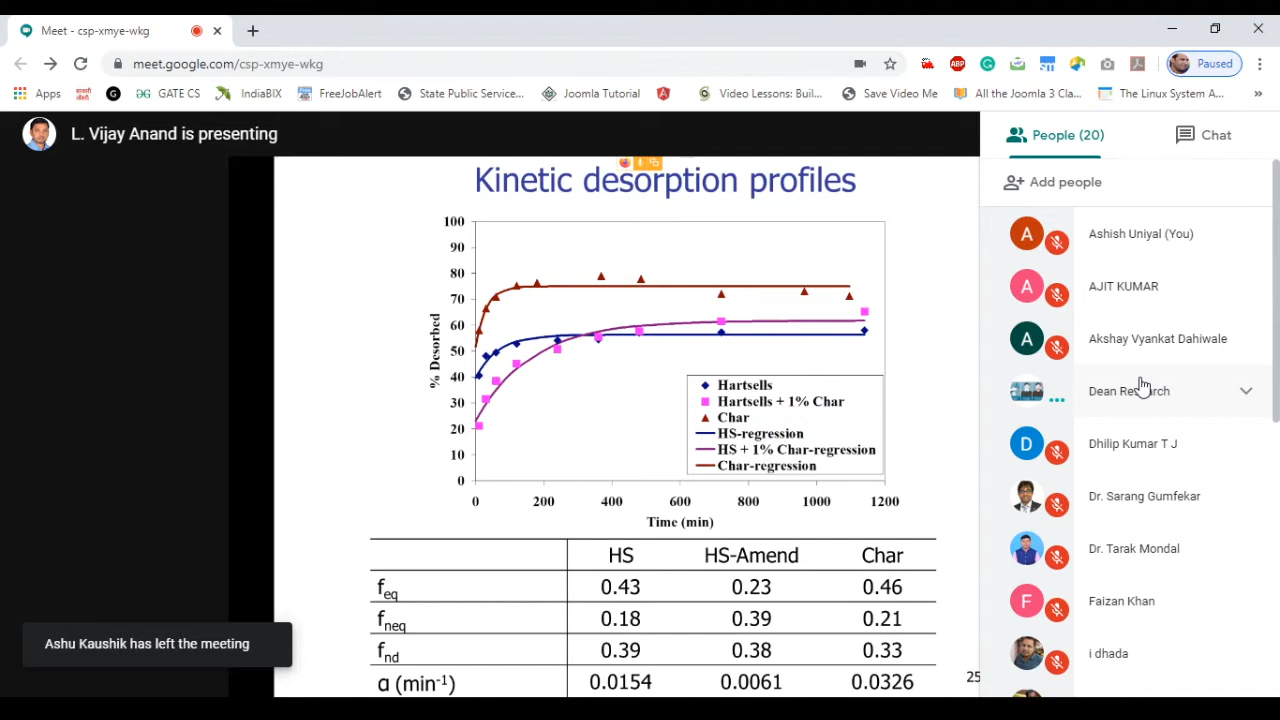 Meet - csp-xmye-wkg
meet.google.com/csp-xmye-wkg
ABP
Paused
Apps
GATE CS
IndiaBIX
FreeJobAlert
State Public Service...
Joomla Tutorial
Video Lessons: Buil...
Save Video Me
All the Joomla 3 Clas...
The Linux System A...
L. Vijay Anand is presenting
People (20)
Chat
Add people
Kinetic desorption profiles
100
90
80
70
60
50
40
30
20
10
0
% Desorbed
0 200 400 600 800 1000 1200
Time (min)
Hartsells
Hartsells + 1% Char
Char
HS-regression
HS + 1% Char-regression
Char-regression
HS HS-Amend Char
feq 0.43 0.23 0.46
fneq 0.18 0.39 0.21
fnd 0.39 0.38 0.33
α (min-1) 0.0154 0.0061 0.0326
25
Ashu Kaushik has left the meeting
A Ashish Uniyal (You)
A AJIT KUMAR
A Akshay Vyankat Dahiwale
Dean Research
D Dhilip Kumar T J
Dr. Sarang Gumfekar
Dr. Tarak Mondal
F Faizan Khan
i dhada